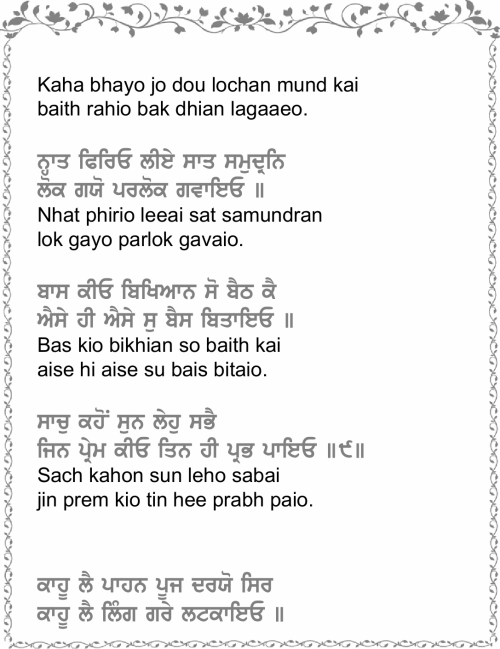 Kaha bhayo jo dou lochan mund kai
baith rahio bak dhian lagaaeo.
ਨ੍ਹਾਤ ਫਿਰਿਓ ਲੀਏ ਸਾਤ ਸਮੁਦ੍ਰਨਿ
ਲੋਕ ਗਯੋ ਪਰਲੋਕ ਗਵਾਇਓ ॥
Nhat phirio leeai sat samundran
lok gayo parlok gavaio.
ਬਾਸ ਕੀਓ ਬਿਖਿਆਨ ਸੋ ਬੈਠ ਕੈ
ਐਸੇ ਹੀ ਐਸੇ ਸੁ ਬੈਸ ਬਿਤਾਇਓ ॥
Bas kio bikhian so baith kai
aise hi aise su bais bitaio.
ਸਾਚੁ ਕਹੋਂ ਸੁਨ ਲੇਹੁ ਸਭੈ
ਜਿਨ ਪ੍ਰੇਮ ਕੀਓ ਤਿਨ ਹੀ ਪ੍ਰਭ ਪਾਇਓ ॥੯॥
Sach kahon sun leho sabai
jin prem kio tin hee prabh paio.
ਕਾਹੂ ਲੈ ਪਾਹਨ ਪੂਜ ਦਰਯੋ ਸਿਰ
ਕਾਹੂ ਲੈ ਲਿੰਗ ਗਰੇ ਲਟਕਾਇਓ ॥